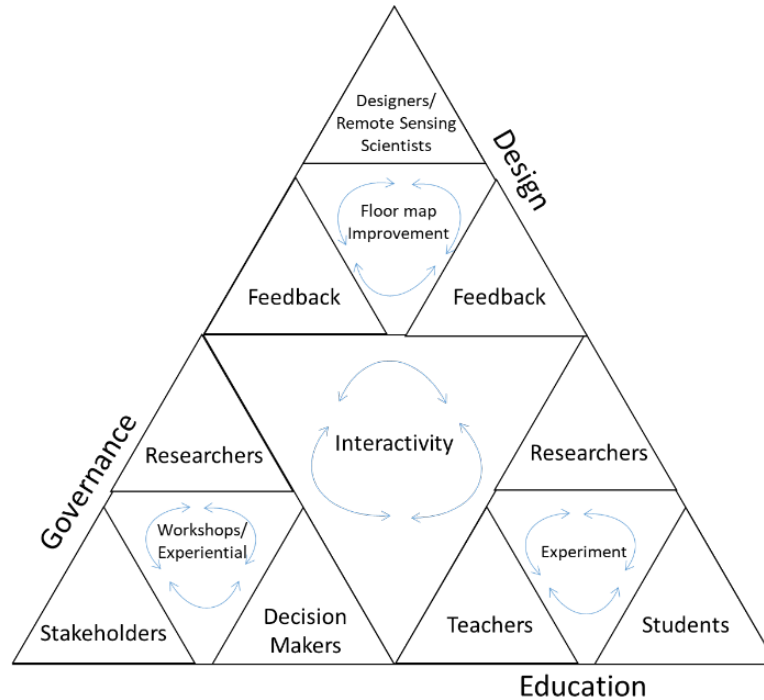 Designers/
Remote Sensing
Scientists
Design
Floor map
Improvement
Feedback
Feedback
Governance
Researchers
Interactivity
Researchers
Workshops/
Experiential
Experiment
Stakeholders
Decision
Makers
Teachers
Students
Education